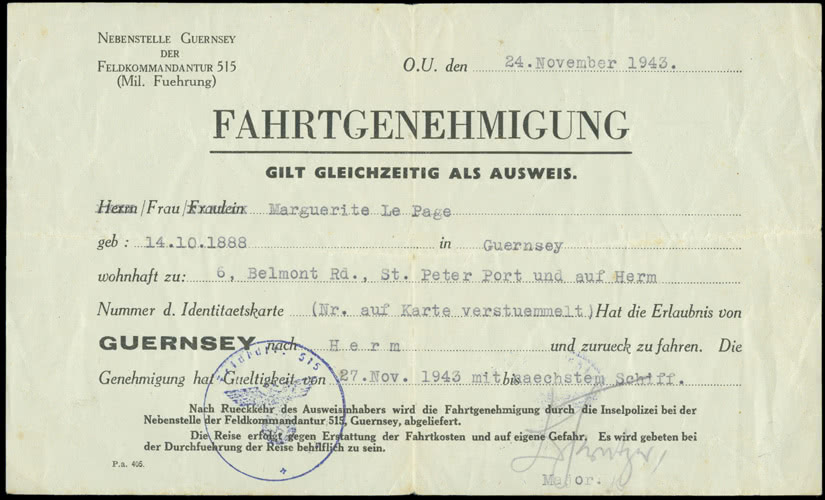 NEBENSTELLE GUERNSEY
DER
FELDKOMMANDANTUR 515
(Mil. Fuehrung)
O.U. den 24.November 1943.
FAHRTGENEHMIGUNG
GILT GLEICHZEITIG ALS AUSWEIS.
Herrn/Frau/Fraulein Marguerite Le Page
geb: 14.10.1888 in Guernsey
wohnhaft zu: 6, Belmont Rd., St. Peter Port und auf Herm
Nummer d. Identitaetskarte (Nr. auf Karte verstuemmelt) Hat die Erlaubnis von
GUERNSEY nach Herm und zurueck zu fahren. Die
Genehmigung hat Gueltigkeit von 27.Nov. 1943 mit bis naechstem Schiff.
Nach Rueckkehr des Ausweisinhabers wird die Fahrtgenehmigung durch die Inselpolizei bei der
Nebenstelle der Feldkommandantur 515, Guernsey, abgeliefert.
Die Reise erfolgt gegen Erstattung der Fahrtkosten und auf eigene Gefahr. Es wird gebeten bei
der Durchfuehrung der Reise behilflich zu sein.
P.a. 405.
Major.